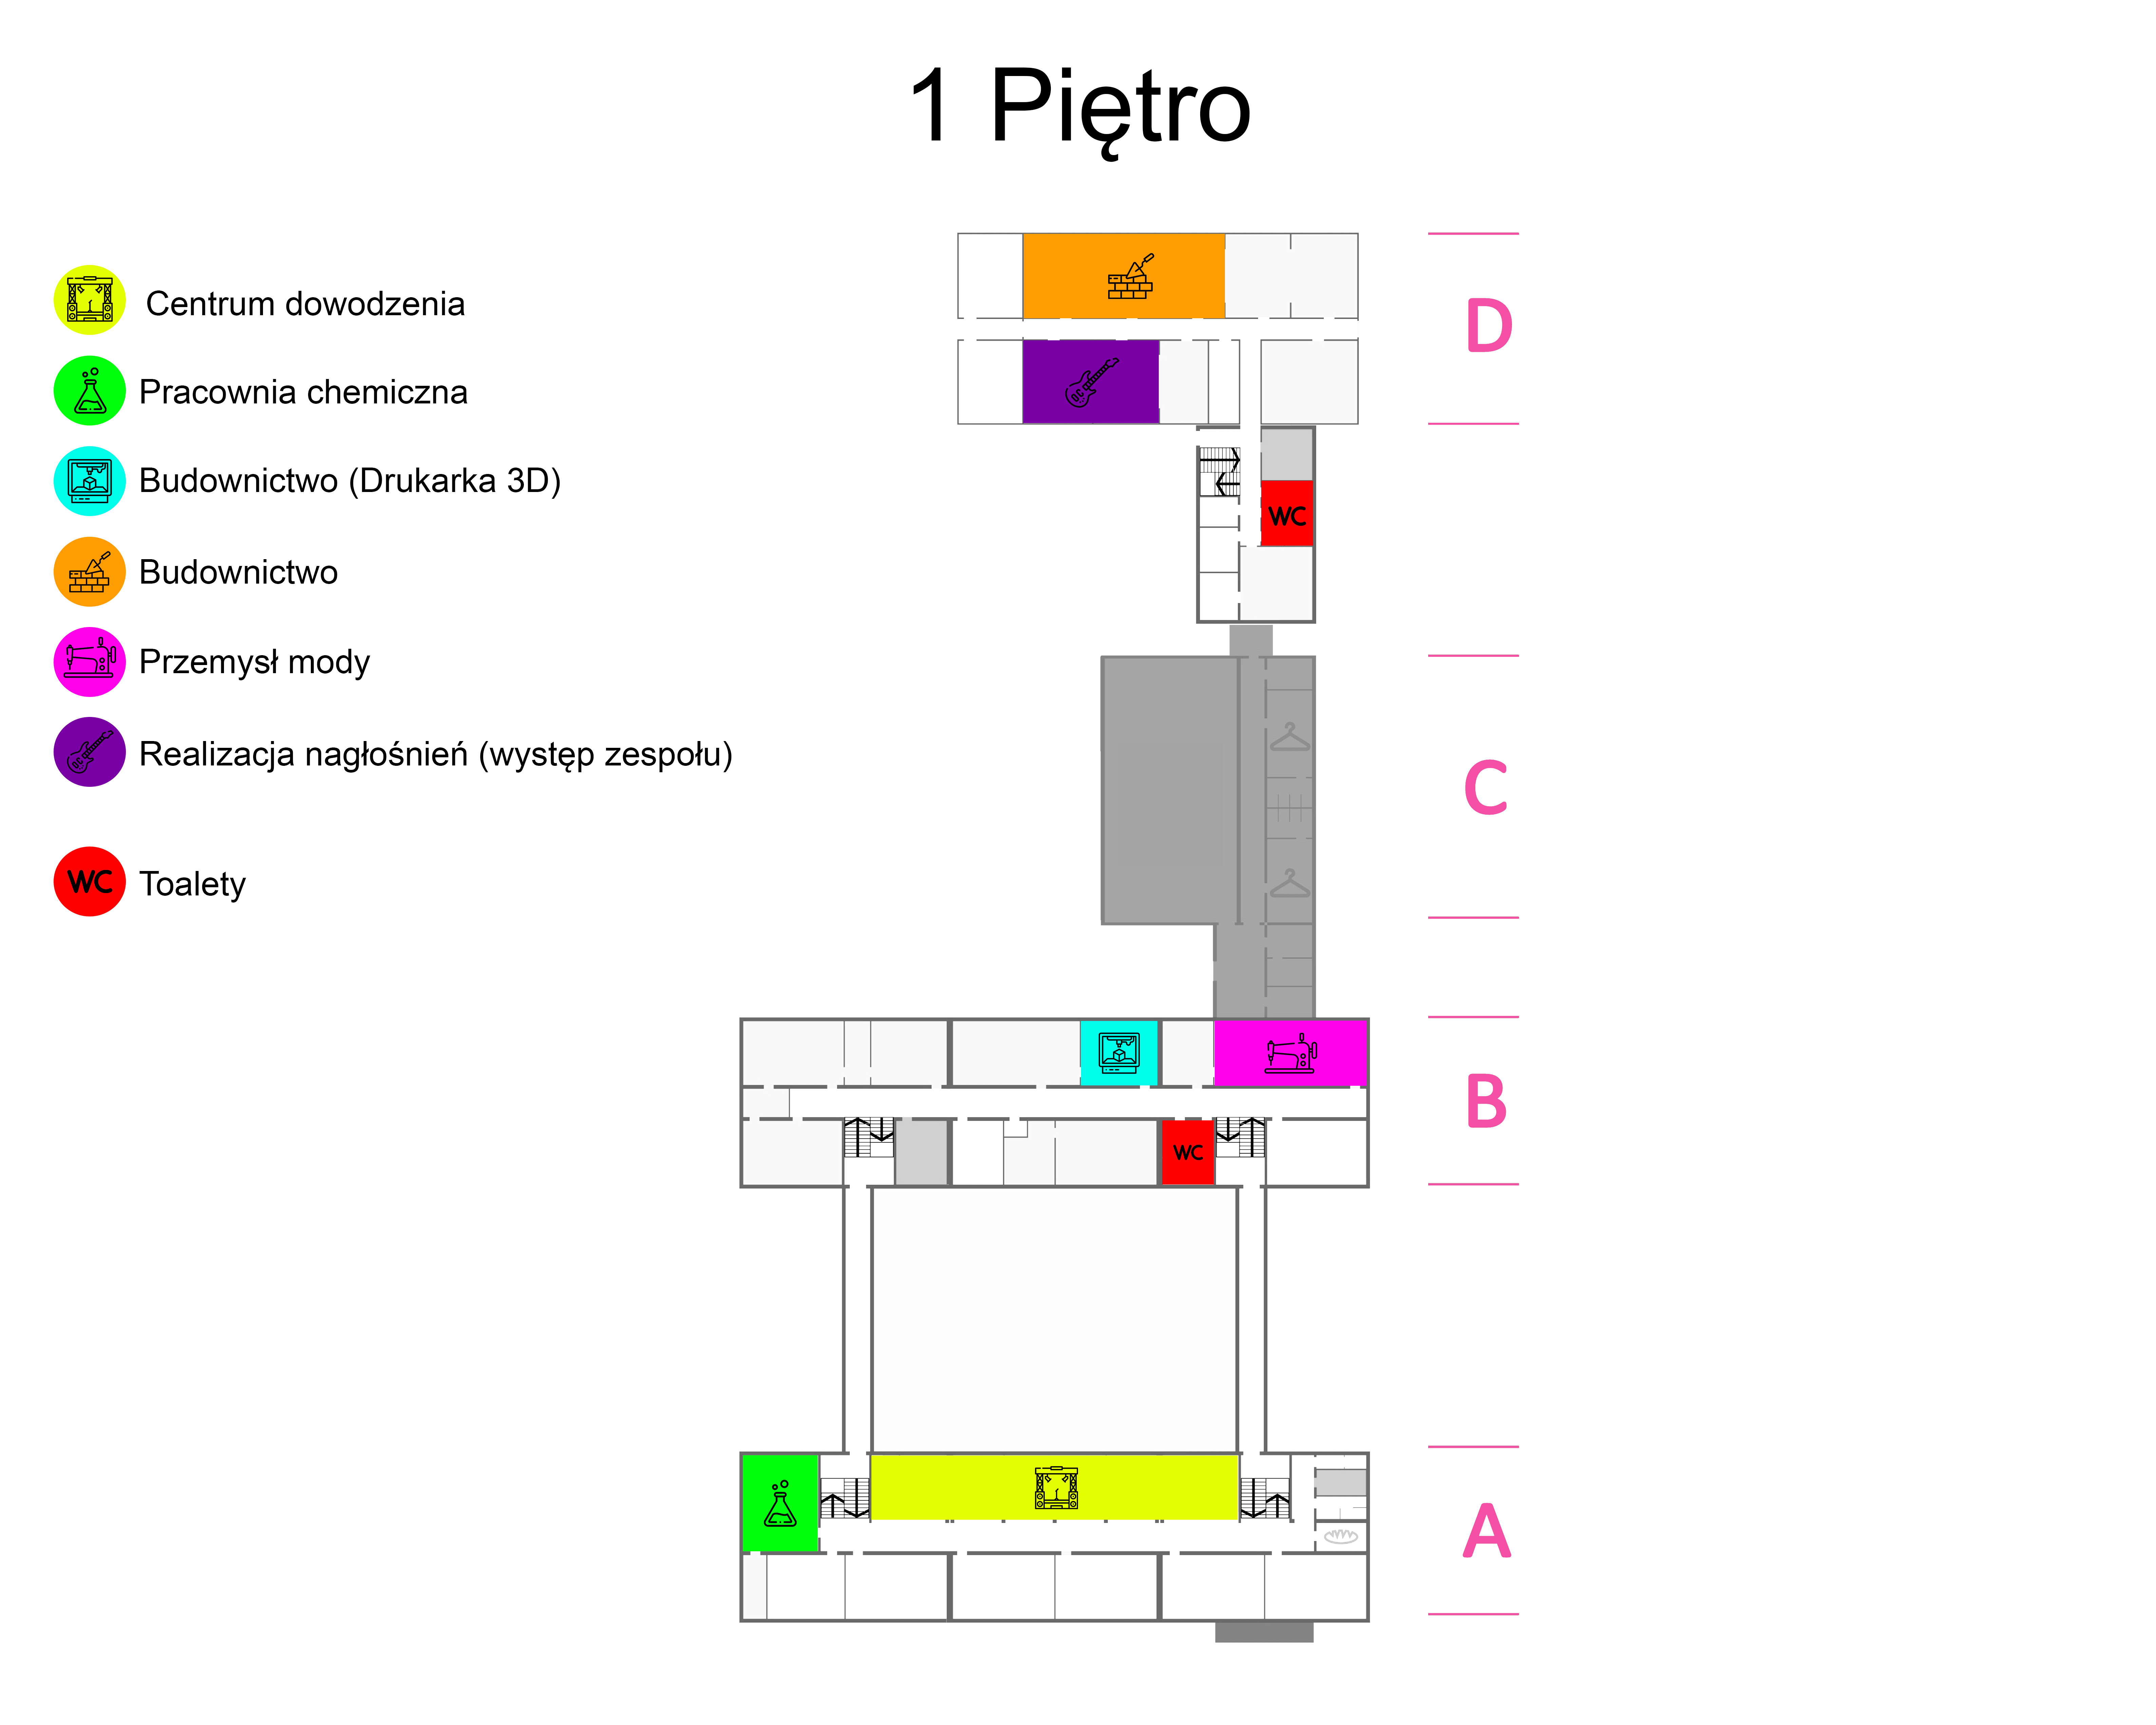 1 Piętro
Centrum dowodzenia
Pracownia chemiczna
Budownictwo (Drukarka 3D)
Budownictwo
Przemysł mody
Realizacja nagłośnień (występ zespołu)
WC Toalety
D
WC
C
B
WC
A